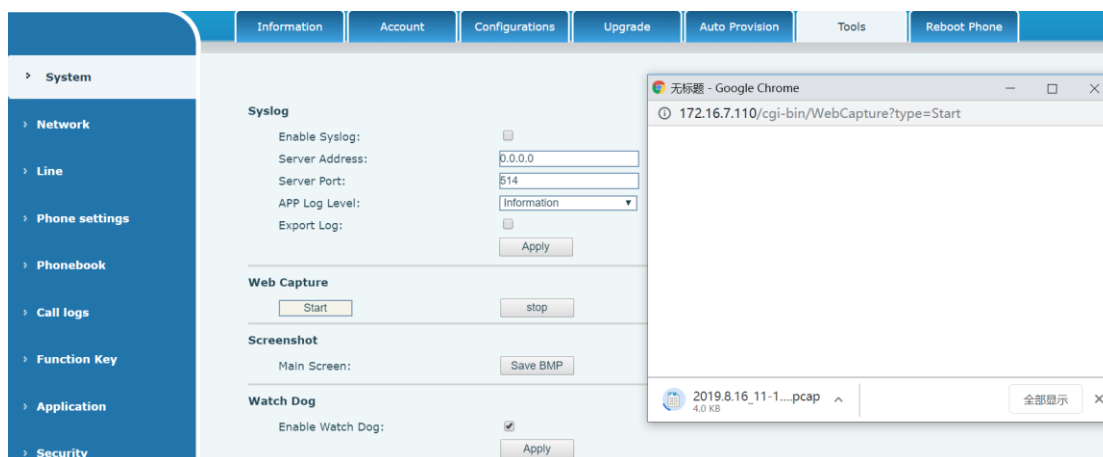 Information Account Configurations Upgrade Auto Provision Tools Reboot Phone
System
Network
Line
Phone settings
Phonebook
Call logs
Function Key
Application
Security
Syslog
Enable Syslog:
Server Address: 0.0.0.0
Server Port: 514
APP Log Level: Information
Export Log:
Apply
Web Capture
Start stop
Screenshot
Main Screen: Save BMP
Watch Dog
Enable Watch Dog:
Apply
无标题 - Google Chrome
172.16.7.110/cgi-bin/WebCapture?type=Start
2019.8.16_11-1....pcap
4.0 KB
全部显示